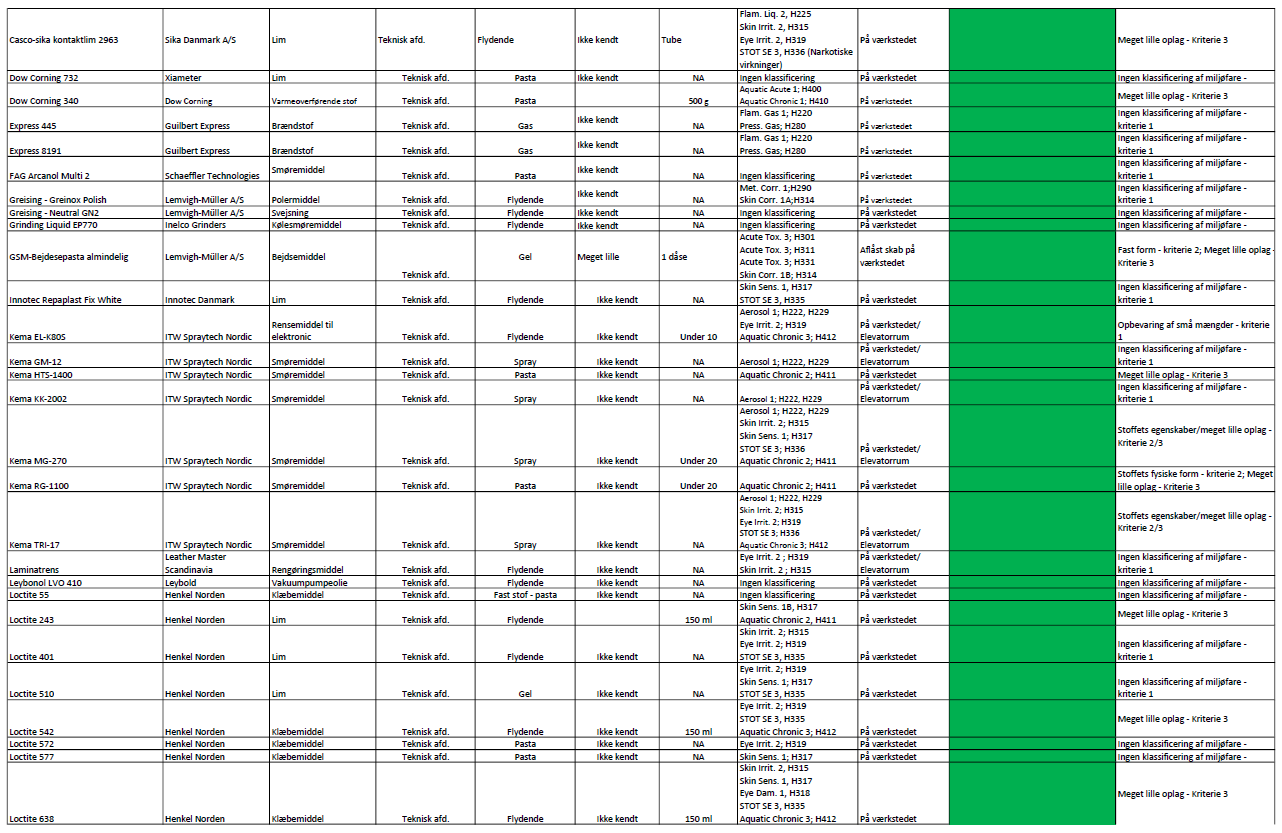 Casco-sika kontaktlim 2963 Sika Danmark A/S Lim Teknisk afd. Flydende Ikke kendt Tube Flam. Liq. 2, H225
Skin Irrit. 2, H315
Eye Irrit. 2, H319
STOT SE 3, H336 (Narkotiske
virkninger) På værkstedet Meget lille oplag - Kriterie 3
Dow Corning 732 Xiameter Lim Teknisk afd. Pasta Ikke kendt NA Ingen klassificering På værkstedet Ingen klassificering af miljøfare -
Dow Corning 340 Dow Corning Varmeoverførende stof Teknisk afd. Pasta 500 g Aquatic Acute 1; H400
Aquatic Chronic 1; H410 På værkstedet Meget lille oplag - Kriterie 3
Express 445 Guilbert Express Brændstof Teknisk afd. Gas Ikke kendt NA Flam. Gas 1; H220
Press. Gas; H280 På værkstedet Ingen klassificering af miljøfare -
kriterie 1
Express 8191 Guilbert Express Brændstof Teknisk afd. Gas Ikke kendt NA Flam. Gas 1; H220
Press. Gas; H280 På værkstedet Ingen klassificering af miljøfare -
kriterie 1
FAG Arcanol Multi 2 Schaeffler Technologies Smøremiddel Teknisk afd. Pasta Ikke kendt NA Ingen klassificering På værkstedet Ingen klassificering af miljøfare -
kriterie 1
Greising - Greinox Polish Lemvigh-Müller A/S Polermiddel Teknisk afd. Flydende Ikke kendt NA Met. Corr. 1;H290
Skin Corr. 1A;H314 På værkstedet Ingen klassificering af miljøfare -
kriterie 1
Greising - Neutral GN2 Lemvigh-Müller A/S Svejsning Teknisk afd. Flydende Ikke kendt NA Ingen klassificering På værkstedet Ingen klassificering af miljøfare -
Grinding Liquid EP770 Inelco Grinders Kølesmøremiddel Teknisk afd. Flydende Ikke kendt NA Ingen klassificering På værkstedet Ingen klassificering af miljøfare -
GSM-Bejdesepasta almindelig Lemvigh-Müller A/S Bejdsemiddel Teknisk afd. Gel Meget lille 1 dåse Acute Tox. 3; H301
Acute Tox. 3; H311
Acute Tox. 3; H331
Skin Corr. 1B; H314 Aflåst skab på
værkstedet Fast form - kriterie 2; Meget lille oplag -
Kriterie 3
Innotec Repaplast Fix White Innotec Danmark Lim Teknisk afd. Flydende Ikke kendt NA Skin Sens. 1, H317
STOT SE 3, H335 På værkstedet Ingen klassificering af miljøfare -
kriterie 1
Kema EL-K80S ITW Spraytech Nordic Rensemiddel til
elektronic Teknisk afd. Flydende Ikke kendt Under 10 Aerosol 1; H222, H229
Eye Irrit. 2; H319
Aquatic Chronic 3; H412 På værkstedet/
Elevatorrum Opbevaring af små mængder - kriterie
1
Kema GM-12 ITW Spraytech Nordic Smøremiddel Teknisk afd. Spray Ikke kendt NA Aerosol 1; H222, H229 På værkstedet/
Elevatorrum Ingen klassificering af miljøfare -
kriterie 1
Kema HTS-1400 ITW Spraytech Nordic Smøremiddel Teknisk afd. Pasta Ikke kendt NA Aquatic Chronic 2; H411 På værkstedet Meget lille oplag - Kriterie 3
Kema KK-2002 ITW Spraytech Nordic Smøremiddel Teknisk afd. Spray Ikke kendt NA Aerosol 1; H222, H229 På værkstedet/
Elevatorrum Ingen klassificering af miljøfare -
kriterie 1
Kema MG-270 ITW Spraytech Nordic Smøremiddel Teknisk afd. Spray Ikke kendt Under 20 Aerosol 1; H222, H229
Skin Irrit. 2; H315
Skin Sens. 1; H317
STOT SE 3; H336
Aquatic Chronic 2; H411 På værkstedet/
Elevatorrum Stoffets egenskaber/meget lille oplag -
Kriterie 2/3
Kema RG-1100 ITW Spraytech Nordic Smøremiddel Teknisk afd. Pasta Ikke kendt Under 20 Aquatic Chronic 2; H411 På værkstedet Stoffets fysiske form - kriterie 2; Meget
lille oplag - Kriterie 3
Kema TRI-17 ITW Spraytech Nordic Smøremiddel Teknisk afd. Spray Ikke kendt NA Aerosol 1; H222, H229
Skin Irrit. 2; H315
Eye Irrit. 2; H319
STOT SE 3; H336
Aquatic Chronic 3; H412 På værkstedet/
Elevatorrum Stoffets egenskaber/meget lille oplag -
Kriterie 2/3
Laminatrens Leather Master
Scandinavia Rengøringsmiddel Teknisk afd. Flydende Ikke kendt NA Eye Irrit. 2 ; H319
Skin Irrit. 2 ; H315 På værkstedet/
Elevatorrum Ingen klassificering af miljøfare -
kriterie 1
Leybonol LVO 410 Leybold Vakuumpumpeolie Teknisk afd. Flydende Ikke kendt NA Ingen klassificering På værkstedet Ingen klassificering af miljøfare -
Loctite 55 Henkel Norden Klæbemiddel Teknisk afd. Fast stof - pasta Ikke kendt NA Ingen klassificering På værkstedet Ingen klassificering af miljøfare -
Loctite 243 Henkel Norden Lim Teknisk afd. Flydende 150 ml Skin Sens. 1B, H317
Aquatic Chronic 2, H411 På værkstedet Meget lille oplag - Kriterie 3
Loctite 401 Henkel Norden Lim Teknisk afd. Flydende Ikke kendt NA Skin Irrit. 2; H315
Eye Irrit. 2; H319
STOT SE 3, H335 På værkstedet Ingen klassificering af miljøfare -
kriterie 1
Loctite 510 Henkel Norden Lim Teknisk afd. Gel Ikke kendt NA Eye Irrit. 2; H319
Skin Sens. 1; H317
STOT SE 3, H335 På værkstedet Ingen klassificering af miljøfare -
kriterie 1
Loctite 542 Henkel Norden Klæbemiddel Teknisk afd. Flydende 150 ml Eye Irrit. 2; H319
STOT SE 3, H335
Aquatic Chronic 3; H412 På værkstedet Meget lille oplag - Kriterie 3
Loctite 572 Henkel Norden Klæbemiddel Teknisk afd. Pasta Ikke kendt NA Eye Irrit. 2; H319 På værkstedet Ingen klassificering af miljøfare -
Loctite 577 Henkel Norden Klæbemiddel Teknisk afd. Pasta Ikke kendt NA Skin Sens. 1; H317 På værkstedet Ingen klassificering af miljøfare -
Loctite 638 Henkel Norden Klæbemiddel Teknisk afd. Flydende 150 ml Skin Irrit. 2, H315
Skin Sens. 1, H317
Eye Dam. 1, H318
STOT SE 3, H335
Aquatic Chronic 3; H412 På værkstedet Meget lille oplag - Kriterie 3